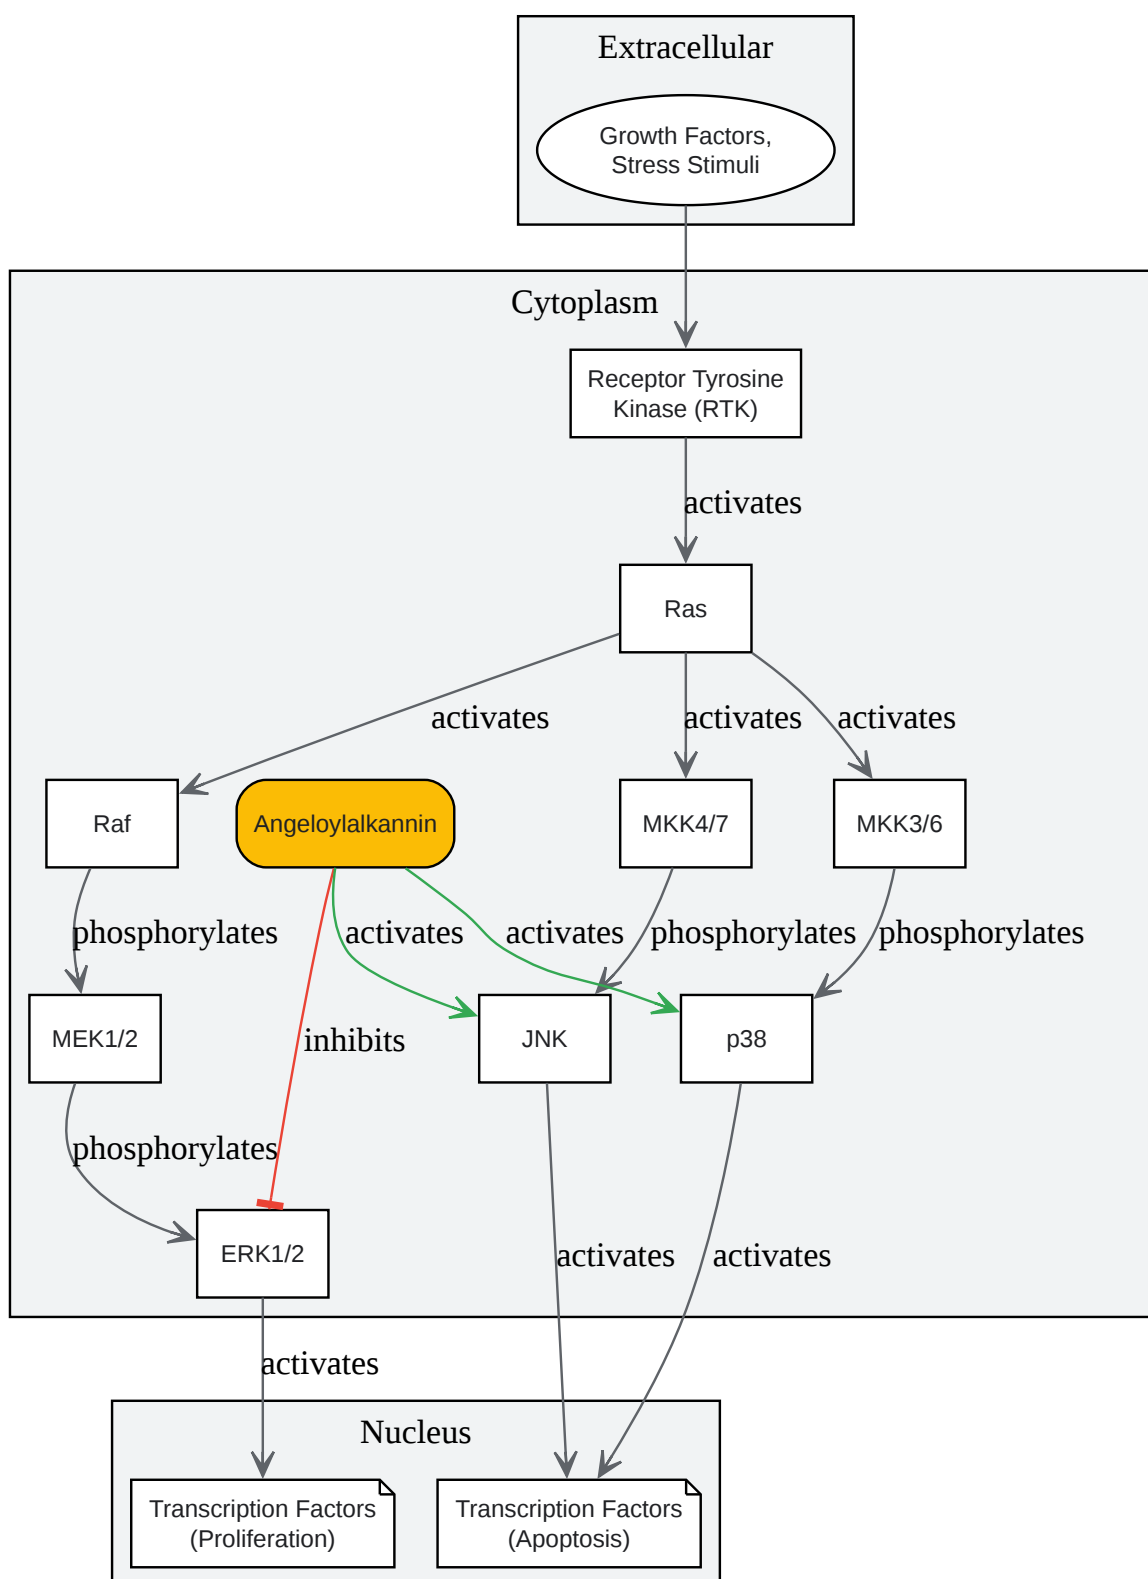 Extracellular
Growth Factors,
Stress Stimuli
Cytoplasm
Receptor Tyrosine
Kinase (RTK)
activates
Ras
activates
activates
activates
Raf
Angeloylalkannin
MKK4/7
MKK3/6
phosphorylates
activates
activates
phosphorylates
phosphorylates
MEK1/2
inhibits
JNK
p38
phosphorylates
ERK1/2
activates
activates
activates
Nucleus
Transcription Factors
(Proliferation)
Transcription Factors
(Apoptosis)